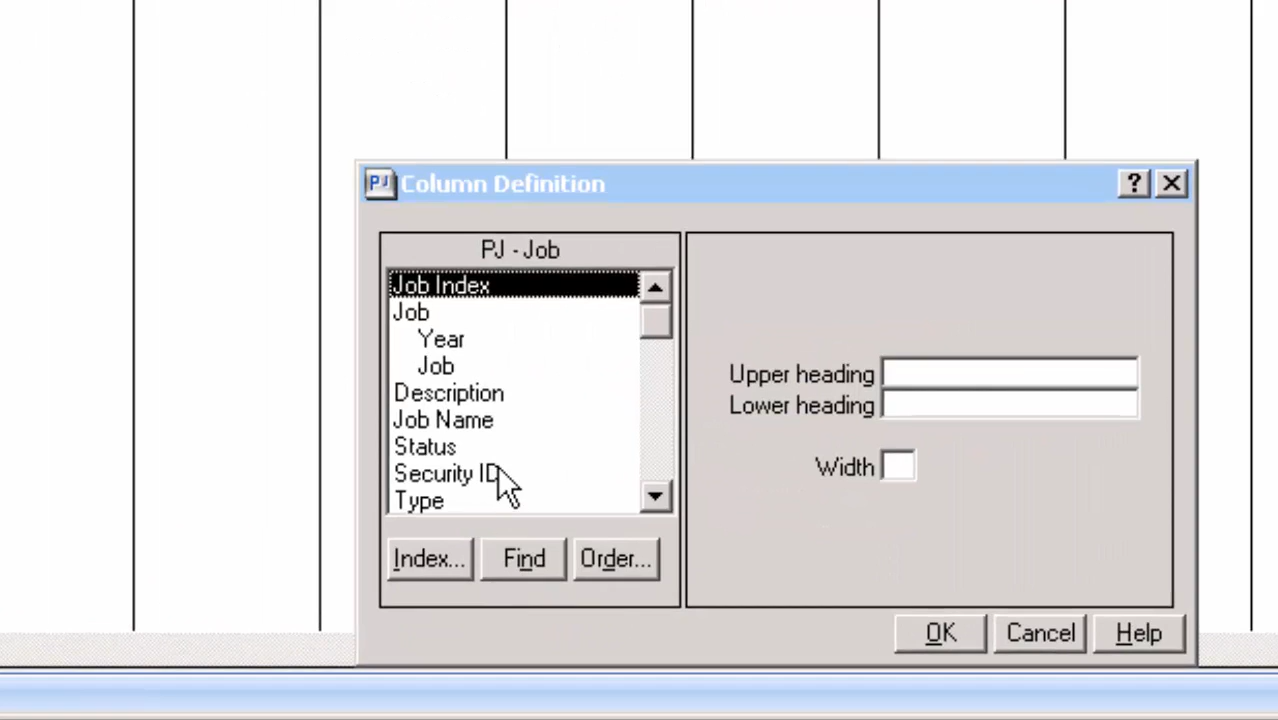 PJ Column Definition ?
PJ - Job
Job Index
Job
Year
Job
Description
Job Name
Status
Security ID
Type
Index... Find Order...
Upper heading
Lower heading
Width
OK Cancel Help